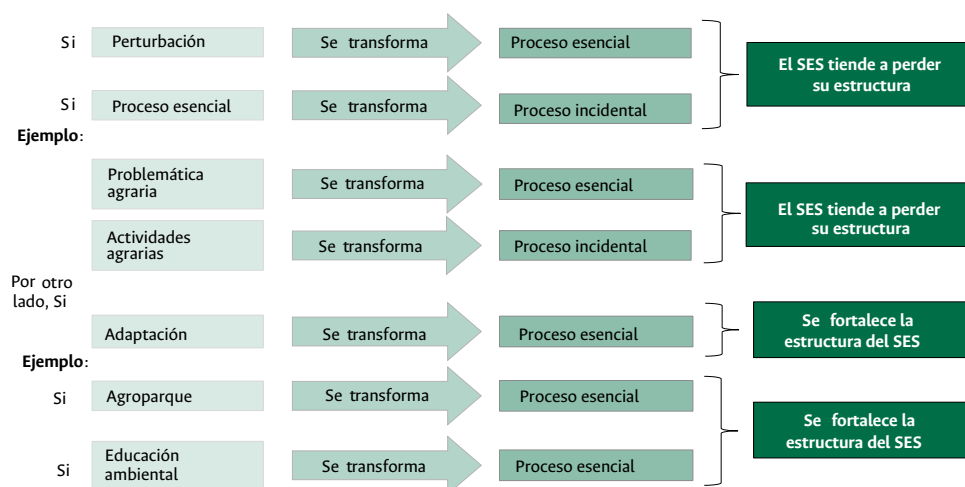 Si Perturbación Se transforma Proceso esencial
El SES tiende a perder
su estructura
Si Proceso esencial Se transforma Proceso incidental
Ejemplo:
Problemática
agraria
Se transforma Proceso esencial
El SES tiende a perder
su estructura
Actividades
agrarias
Se transforma Proceso incidental
Por otro
lado, Si
Adaptación Se transforma Proceso esencial
Se fortalece la
estructura del SES
Ejemplo:
Si Agroparque Se transforma Proceso esencial
Se fortalece la
estructura del SES
Si Educación
ambiental
Se transforma Proceso esencial